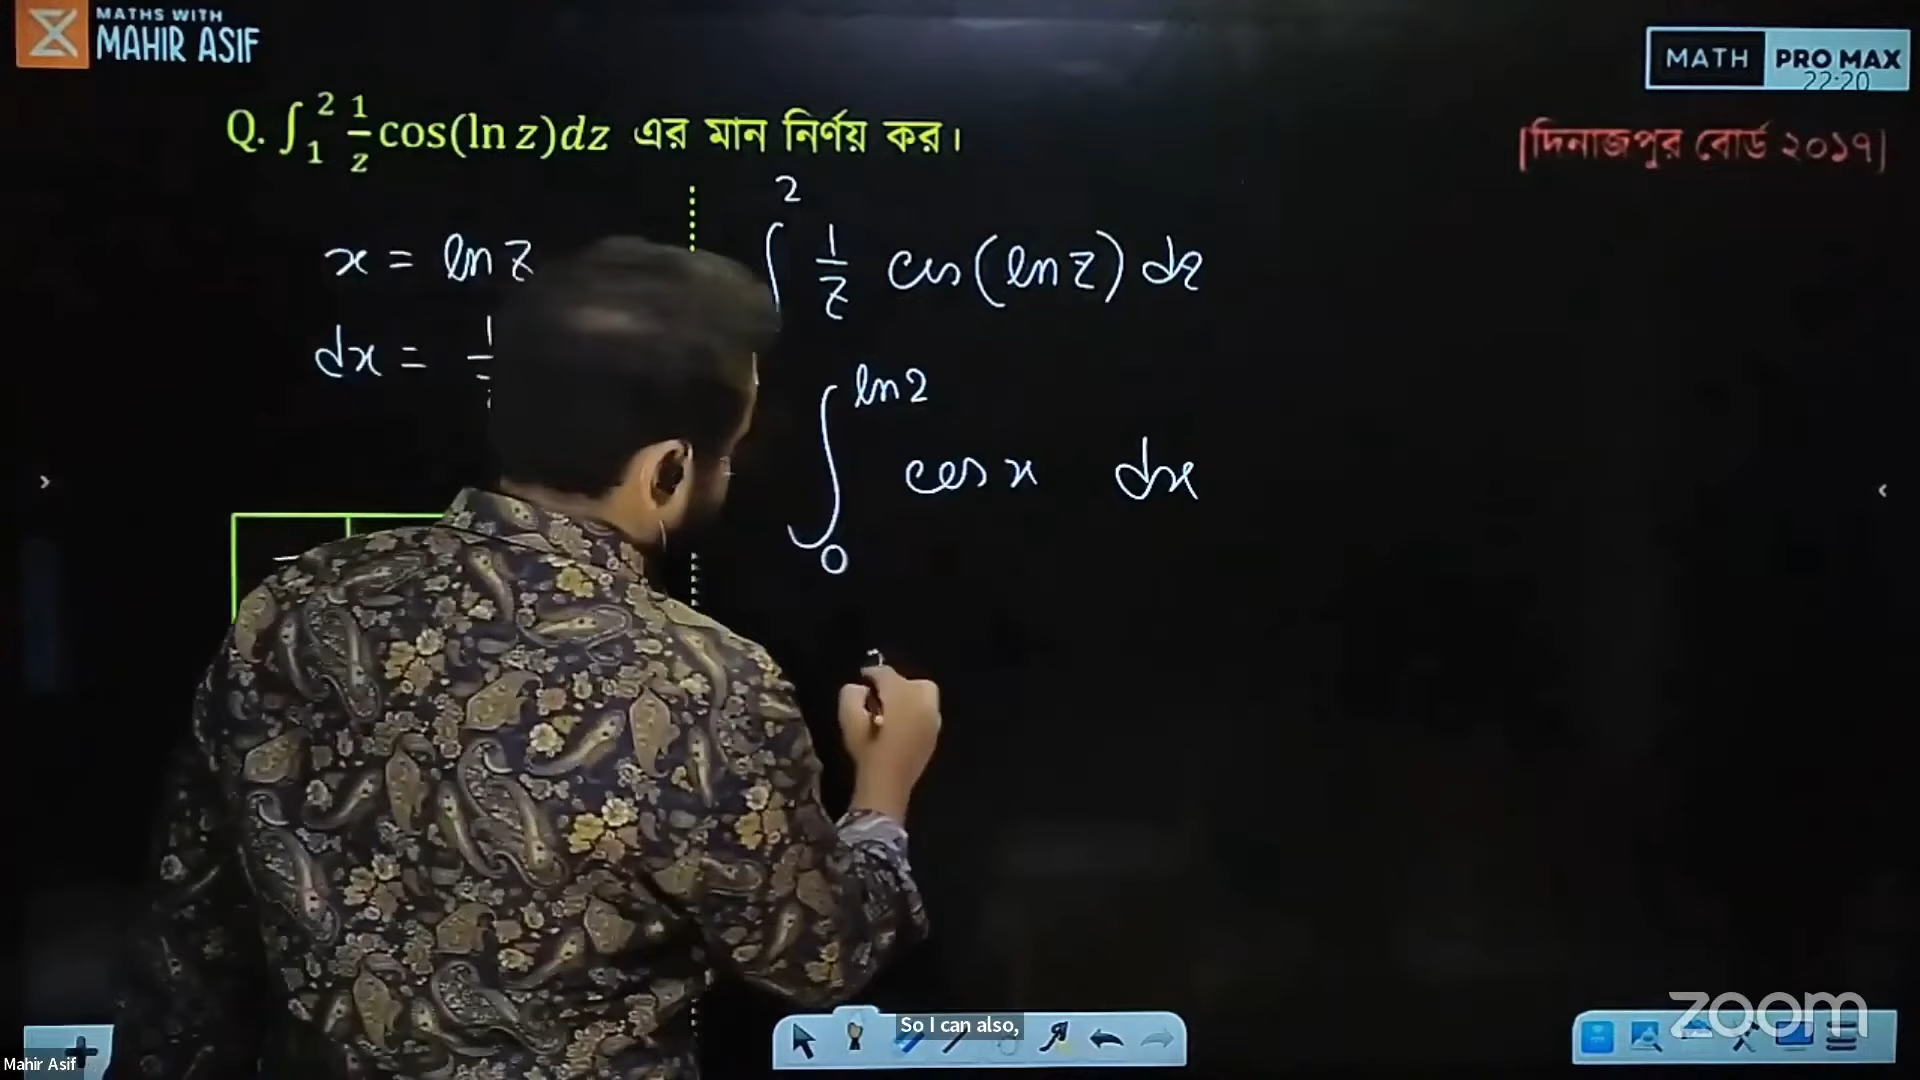 MATHS WITH
MAHIR ASIF
MATH PRO MAX
22:20
Q. ∫₁² 1/z cos(ln z)dz এর মান নির্ণয় কর।
[দিনাজপুর বোর্ড ২০১৭]
x = ln z
∫² 1/z cos(ln z) dz
dx = 1
∫₀^ln2 cos x dx
So I can also,
zoom
Mahir Asif